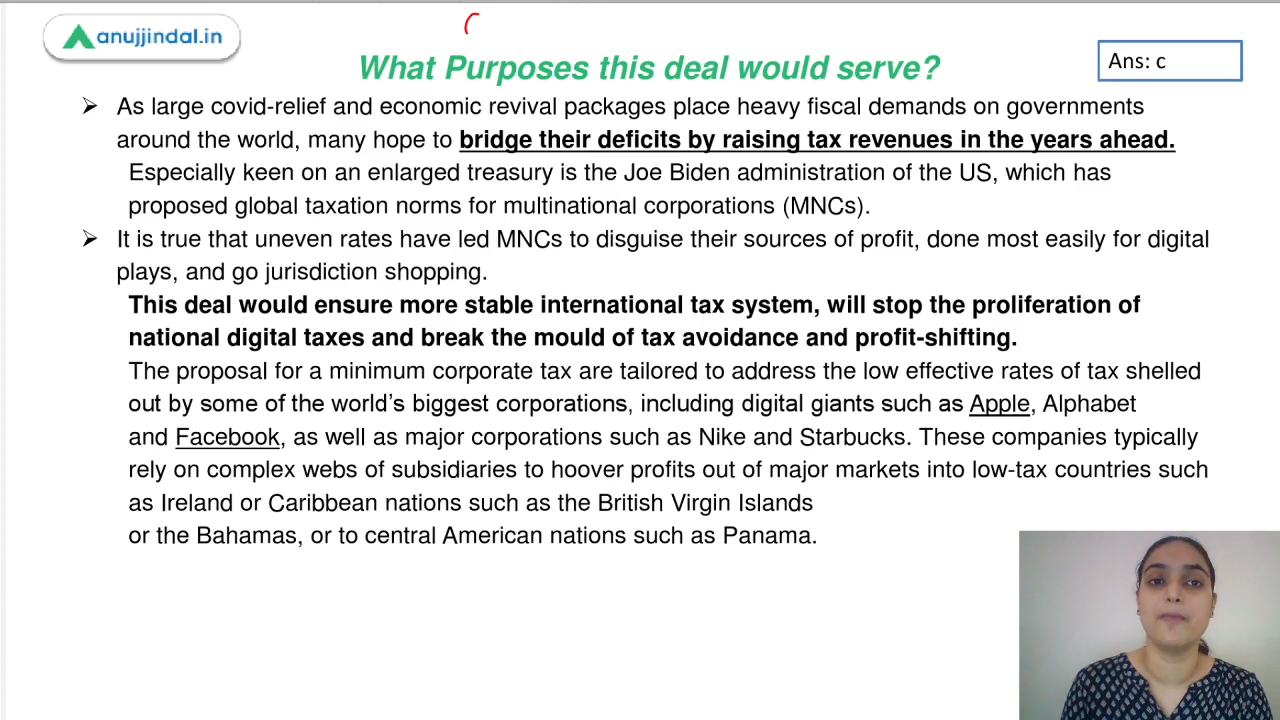 anujjindal.in
What Purposes this deal would serve?
Ans: c
➢ As large covid-relief and economic revival packages place heavy fiscal demands on governments
around the world, many hope to bridge their deficits by raising tax revenues in the years ahead.
Especially keen on an enlarged treasury is the Joe Biden administration of the US, which has
proposed global taxation norms for multinational corporations (MNCs).
➢ It is true that uneven rates have led MNCs to disguise their sources of profit, done most easily for digital
plays, and go jurisdiction shopping.
This deal would ensure more stable international tax system, will stop the proliferation of
national digital taxes and break the mould of tax avoidance and profit-shifting.
The proposal for a minimum corporate tax are tailored to address the low effective rates of tax shelled
out by some of the world’s biggest corporations, including digital giants such as Apple, Alphabet
and Facebook, as well as major corporations such as Nike and Starbucks. These companies typically
rely on complex webs of subsidiaries to hoover profits out of major markets into low-tax countries such
as Ireland or Caribbean nations such as the British Virgin Islands
or the Bahamas, or to central American nations such as Panama.